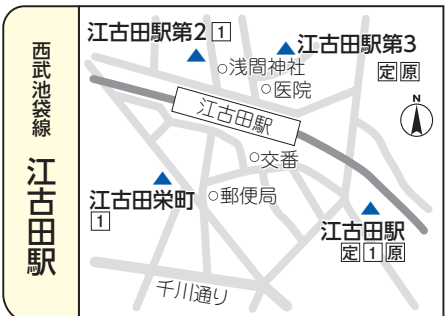 西武池袋線
江古田駅
江古田駅第2 1
江古田駅第3
定 原
浅間神社
医院
N
江古田駅
交番
江古田栄町
1
郵便局
江古田駅
定 1 原
千川通り